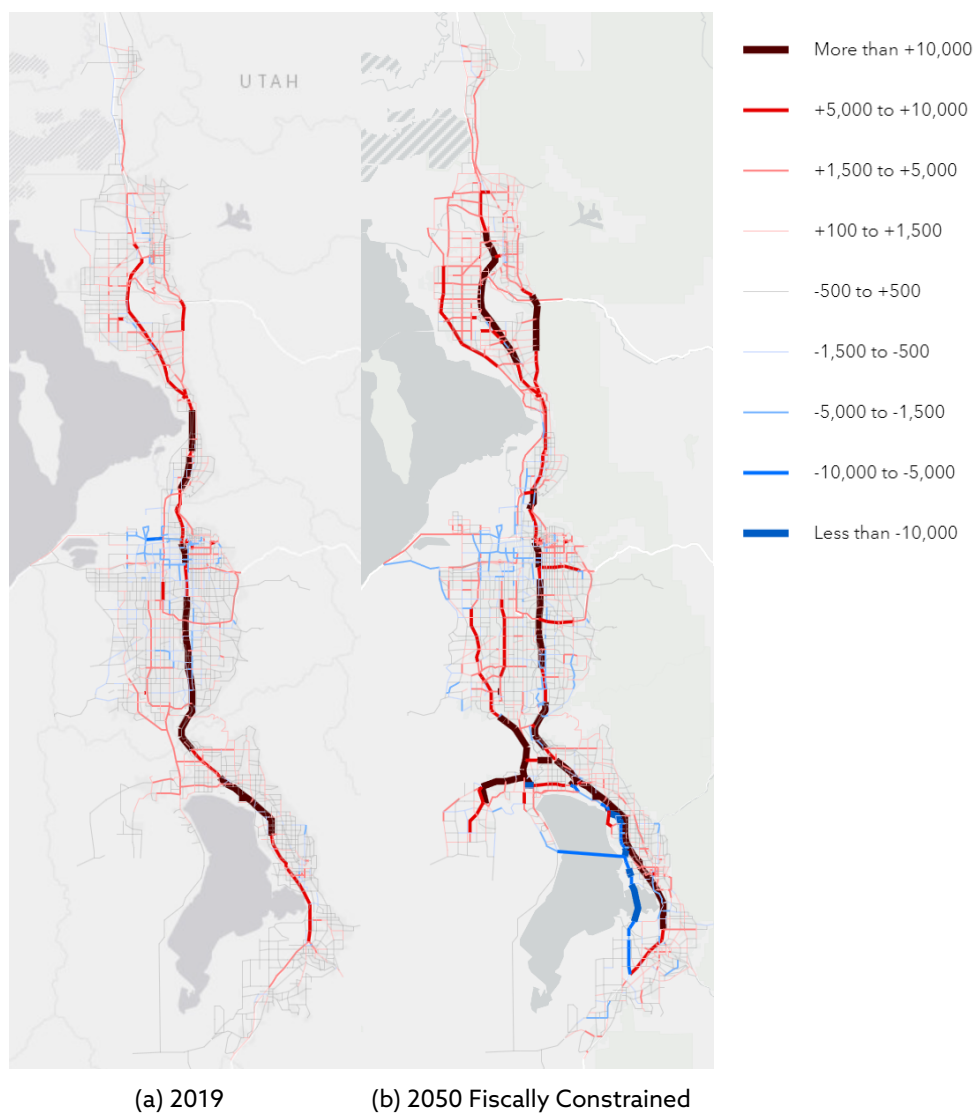 UTAH
More than +10,000
+5,000 to +10,000
+1,500 to +5,000
+100 to +1,500
-500 to +500
-1,500 to -500
-5,000 to -1,500
-10,000 to -5,000
Less than -10,000
(a) 2019
(b) 2050 Fiscally Constrained